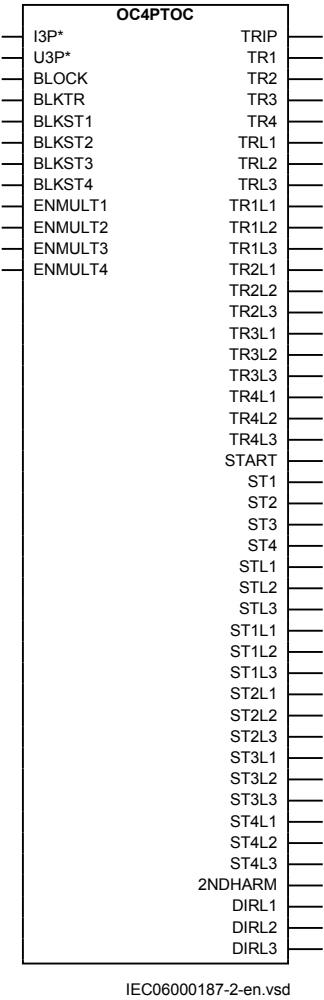 OC4PTOC
I3P* TRIP
U3P* TR1
BLOCK TR2
BLKTR TR3
BLKST1 TR4
BLKST2 TRL1
BLKST3 TRL2
BLKST4 TRL3
ENMULT1 TR1L1
ENMULT2 TR1L2
ENMULT3 TR1L3
ENMULT4 TR2L1
TR2L2
TR2L3
TR3L1
TR3L2
TR3L3
TR4L1
TR4L2
TR4L3
START
ST1
ST2
ST3
ST4
STL1
STL2
STL3
ST1L1
ST1L2
ST1L3
ST2L1
ST2L2
ST2L3
ST3L1
ST3L2
ST3L3
ST4L1
ST4L2
ST4L3
2NDHARM
DIRL1
DIRL2
DIRL3
IEC06000187-2-en.vsd